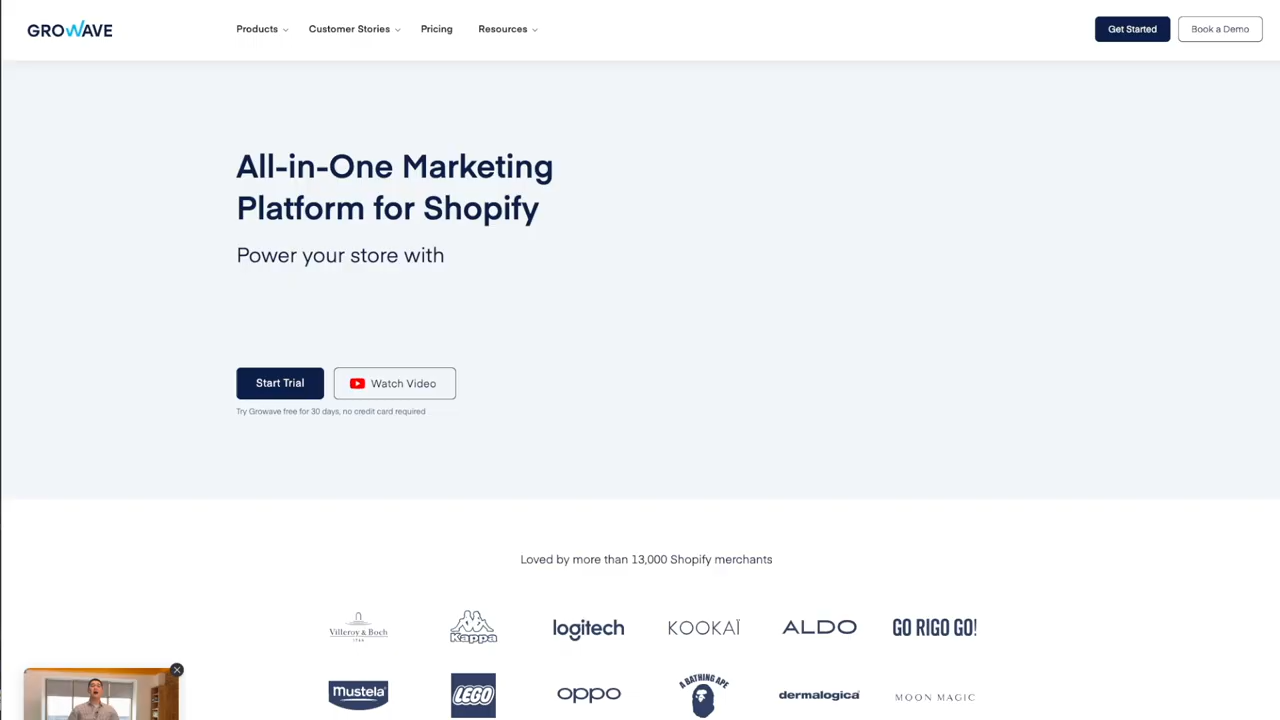 GROWAVE
Products
Customer Stories
Pricing
Resources
Get Started
Book a Demo
All-in-One Marketing
Platform for Shopify
Power your store with
Start Trial
Watch Video
Try Growave free for 30 days, no credit card required
Loved by more than 13,000 Shopify merchants
Villeroy & Boch
1748
Kappa
logitech
KOOKAÏ
ALDO
GO RIGO GO!
Mustela
LEGO
oppo
A BATHING APE
dermalogica
MOON MAGIC